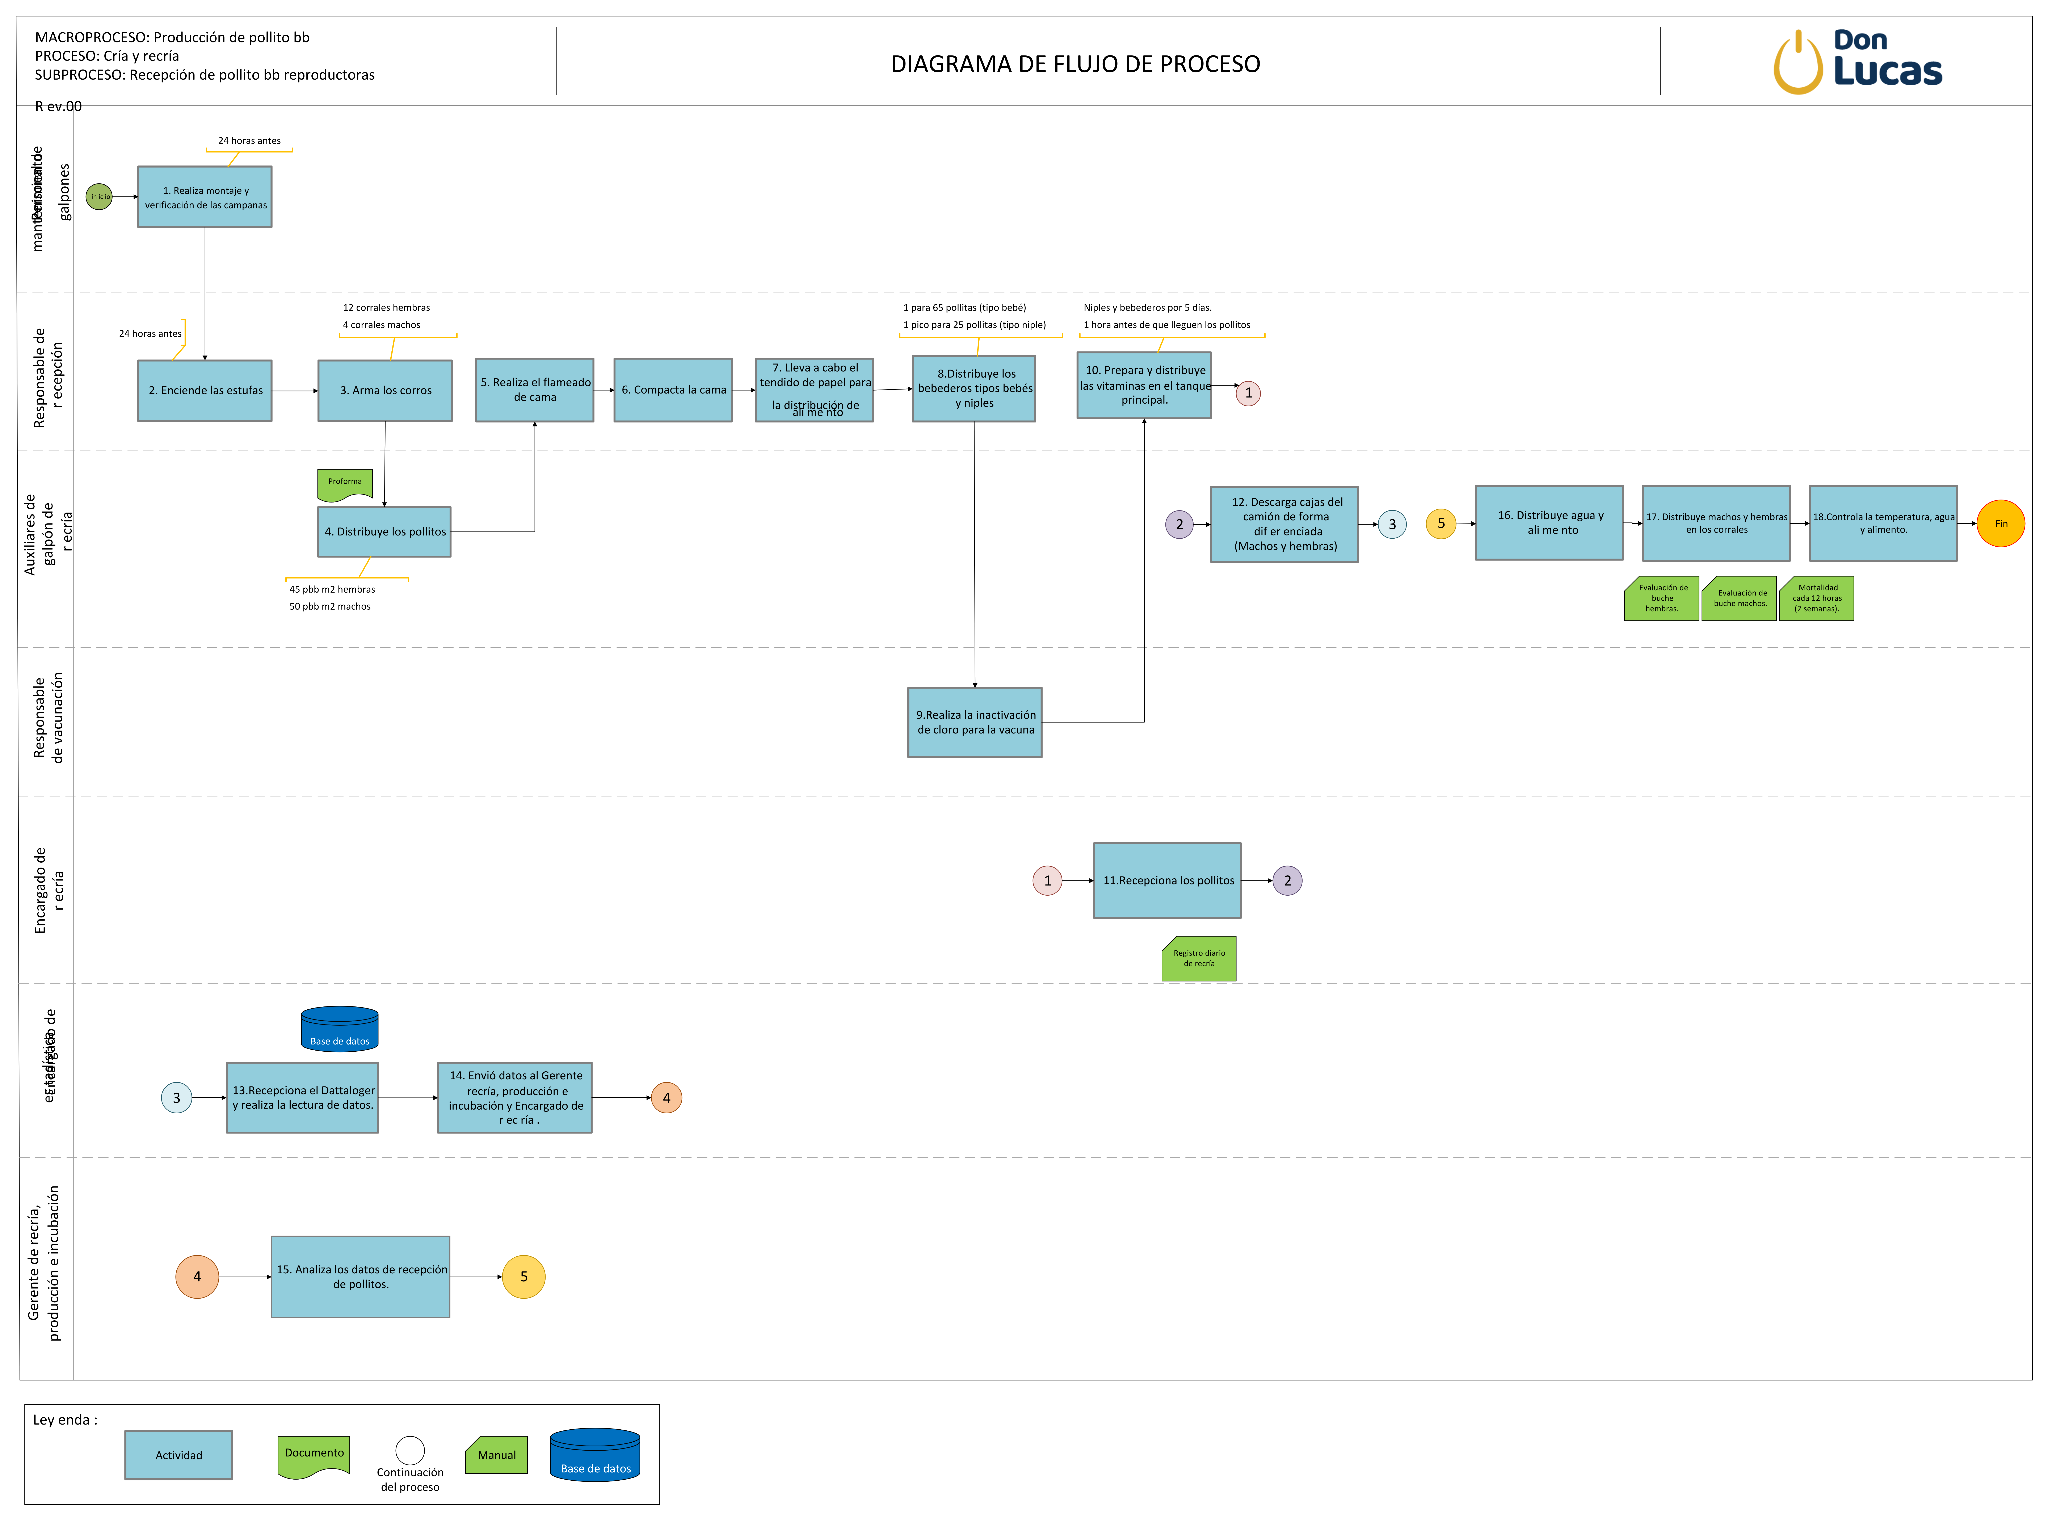 MACROPROCESO: Producción de pollito bb
PROCESO: Cría y recría
SUBPROCESO: Recepción de pollito bb reproductoras
R ev.00
DIAGRAMA DE FLUJO DE PROCESO
Don
Lucas
Personal de
mantenimiento
galpones
Inicio
24 horas antes
1. Realiza montaje y
verificación de las campanas
Responsable de
r recepción
24 horas antes
2. Enciende las estufas
12 corrales hembras
4 corrales machos
3. Arma los corros
5. Realiza el flameado
de cama
6. Compacta la cama
7. Lleva a cabo el
tendido de papel para
la distribución de
ali me nto
1 para 65 pollitas (tipo bebé)
1 pico para 25 pollitas (tipo niple)
8.Distribuye los
bebederos tipos bebés
y niples
Niples y bebederos por 5 días.
1 hora antes de que lleguen los pollitos
10. Prepara y distribuye
las vitaminas en el tanque
principal.
1
Auxiliares de
galpón de
r ecría
Proforma
4. Distribuye los pollitos
45 pbb m2 hembras
50 pbb m2 machos
2
12. Descarga cajas del
camión de forma
dif er enciada
(Machos y hembras)
3
5
16. Distribuye agua y
ali me nto
17. Distribuye machos y hembras
en los corrales
18.Controla la temperatura, agua
y alimento.
Fin
Evaluación de
buche
hembras.
Evaluación de
buche machos.
Mortalidad
cada 12 horas
(2 semanas).
Responsable
de vacunación
9.Realiza la inactivación
de cloro para la vacuna
Encargado de
r ecría
1
11.Recepciona los pollitos
2
Registro diario
de recría
Encargado de
estadística
Base de datos
3
13.Recepciona el Dattaloger
y realiza la lectura de datos.
14. Envió datos al Gerente
recría, producción e
incubación y Encargado de
r ec ría .
4
Gerente de recría,
producción e incubación
4
15. Analiza los datos de recepción
de pollitos.
5
Ley enda :
Actividad
Documento
Continuación
del proceso
Manual
Base de datos